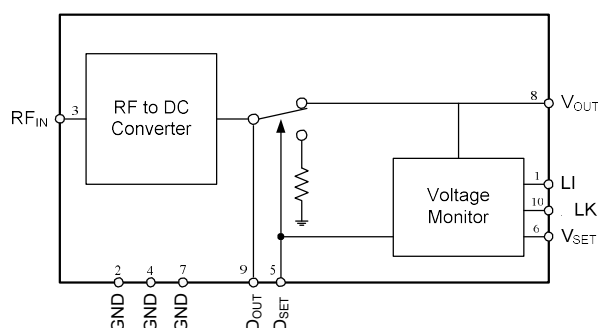 RF to DC
Converter
RFIN
3
8
VOUT
Voltage
Monitor
1
LI
10
LK
6
VSET
2
4
7
9
5
GND
GND
GND
DOUT
DSET